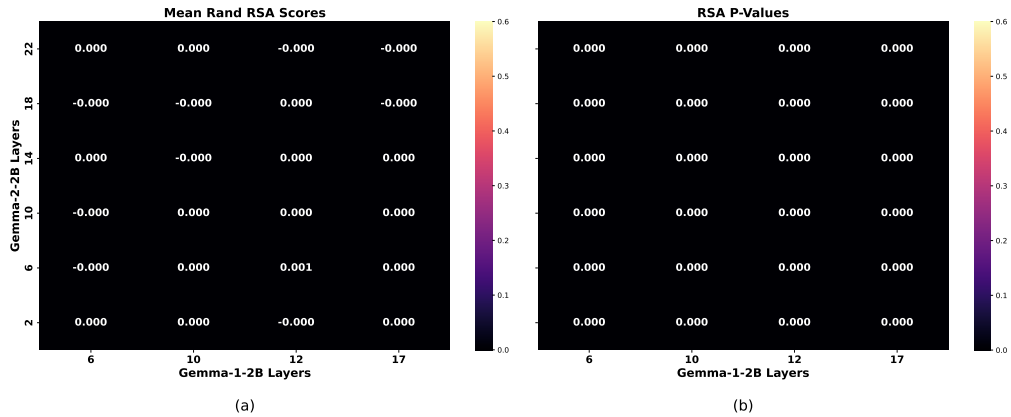 Mean Rand RSA Scores
RSA P-Values
Gemma-2-2B Layers
22 0.000 0.000 -0.000 -0.000
18 -0.000 -0.000 0.000 -0.000
14 0.000 -0.000 0.000 0.000
10 -0.000 0.000 0.000 0.000
6 -0.000 0.000 0.001 0.000
2 0.000 0.000 -0.000 0.000
6 10 12 17
Gemma-1-2B Layers
0.6
0.5
0.4
0.3
0.2
0.1
0.0
(a)
0.000 0.000 0.000 0.000
0.000 0.000 0.000 0.000
0.000 0.000 0.000 0.000
0.000 0.000 0.000 0.000
0.000 0.000 0.000 0.000
0.000 0.000 0.000 0.000
6 10 12 17
Gemma-1-2B Layers
0.6
0.5
0.4
0.3
0.2
0.1
0.0
(b)